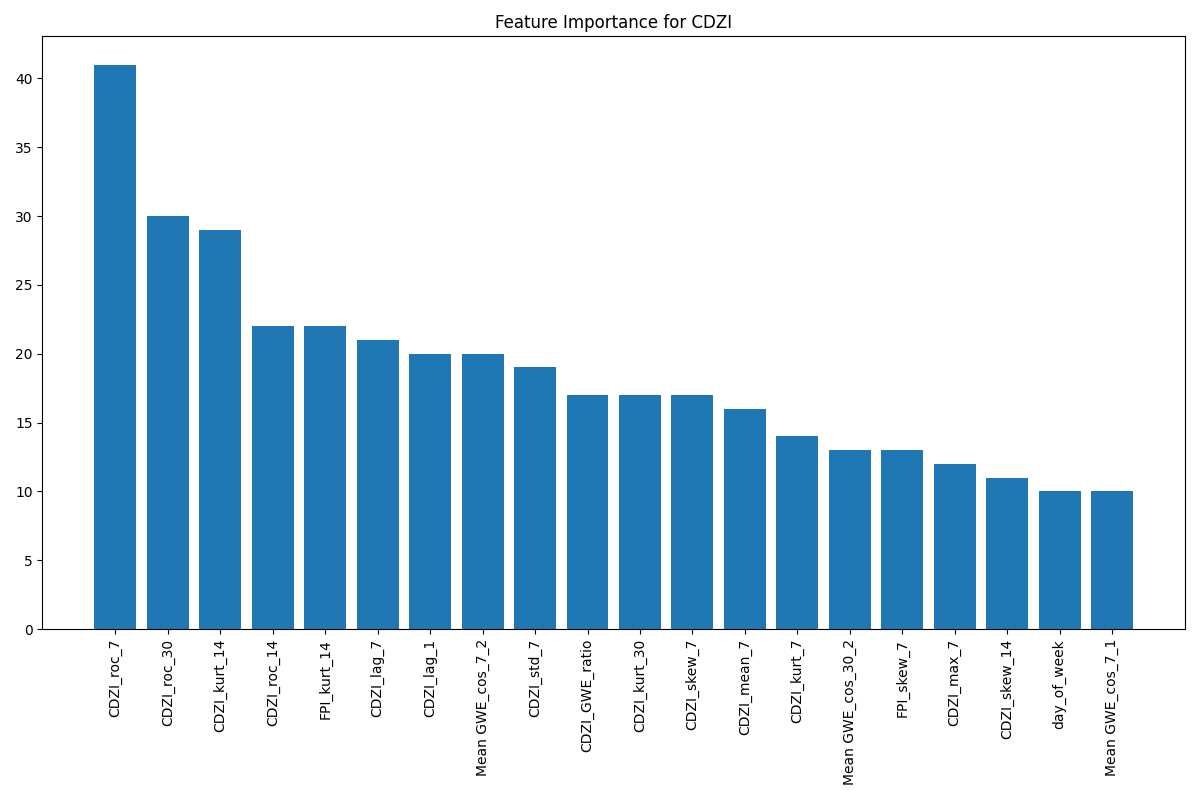 Feature Importance for CDZI
40
35
30
25
20
15
10
5
0
CDZI_roc_7
CDZI_roc_30
CDZI_kurt_14
CDZI_roc_14
FPI_kurt_14
CDZI_lag_7
CDZI_lag_1
Mean GWE_cos_7_2
CDZI_std_7
CDZI_GWE_ratio
CDZI_kurt_30
CDZI_skew_7
CDZI_mean_7
CDZI_kurt_7
Mean GWE_cos_30_2
FPI_skew_7
CDZI_max_7
CDZI_skew_14
day_of_week
Mean GWE_cos_7_1